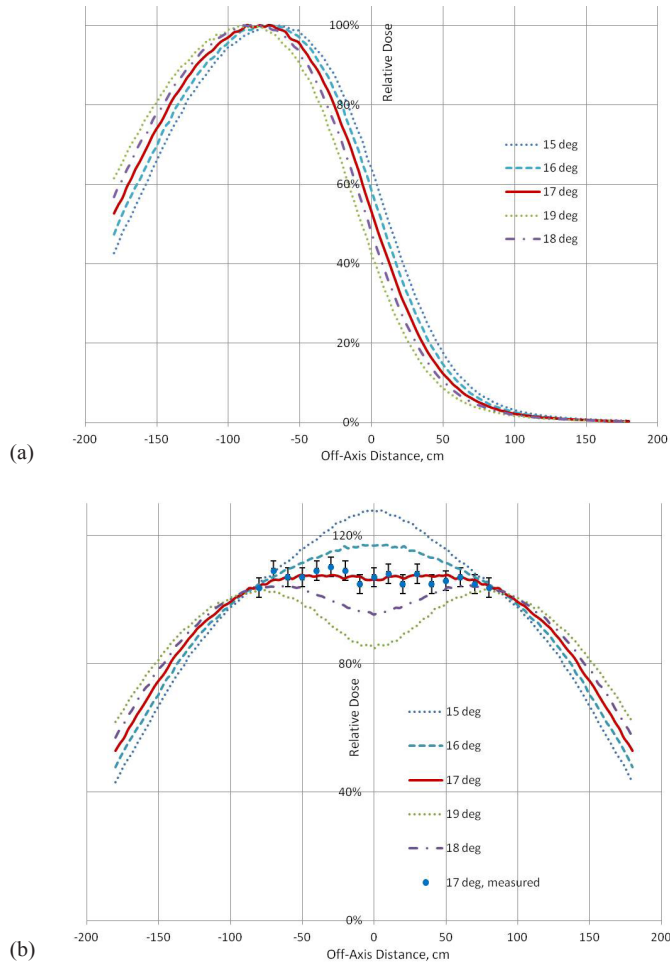 100%
80%
60%
40%
20%
0%
Relative Dose
15 deg
16 deg
17 deg
19 deg
18 deg
-200 -150 -100 -50 0 50 100 150 200
Off-Axis Distance, cm
(a)
120%
80%
40%
0%
Relative Dose
15 deg
16 deg
17 deg
19 deg
18 deg
17 deg, measured
-200 -150 -100 -50 0 50 100 150 200
Off-Axis Distance, cm
(b)